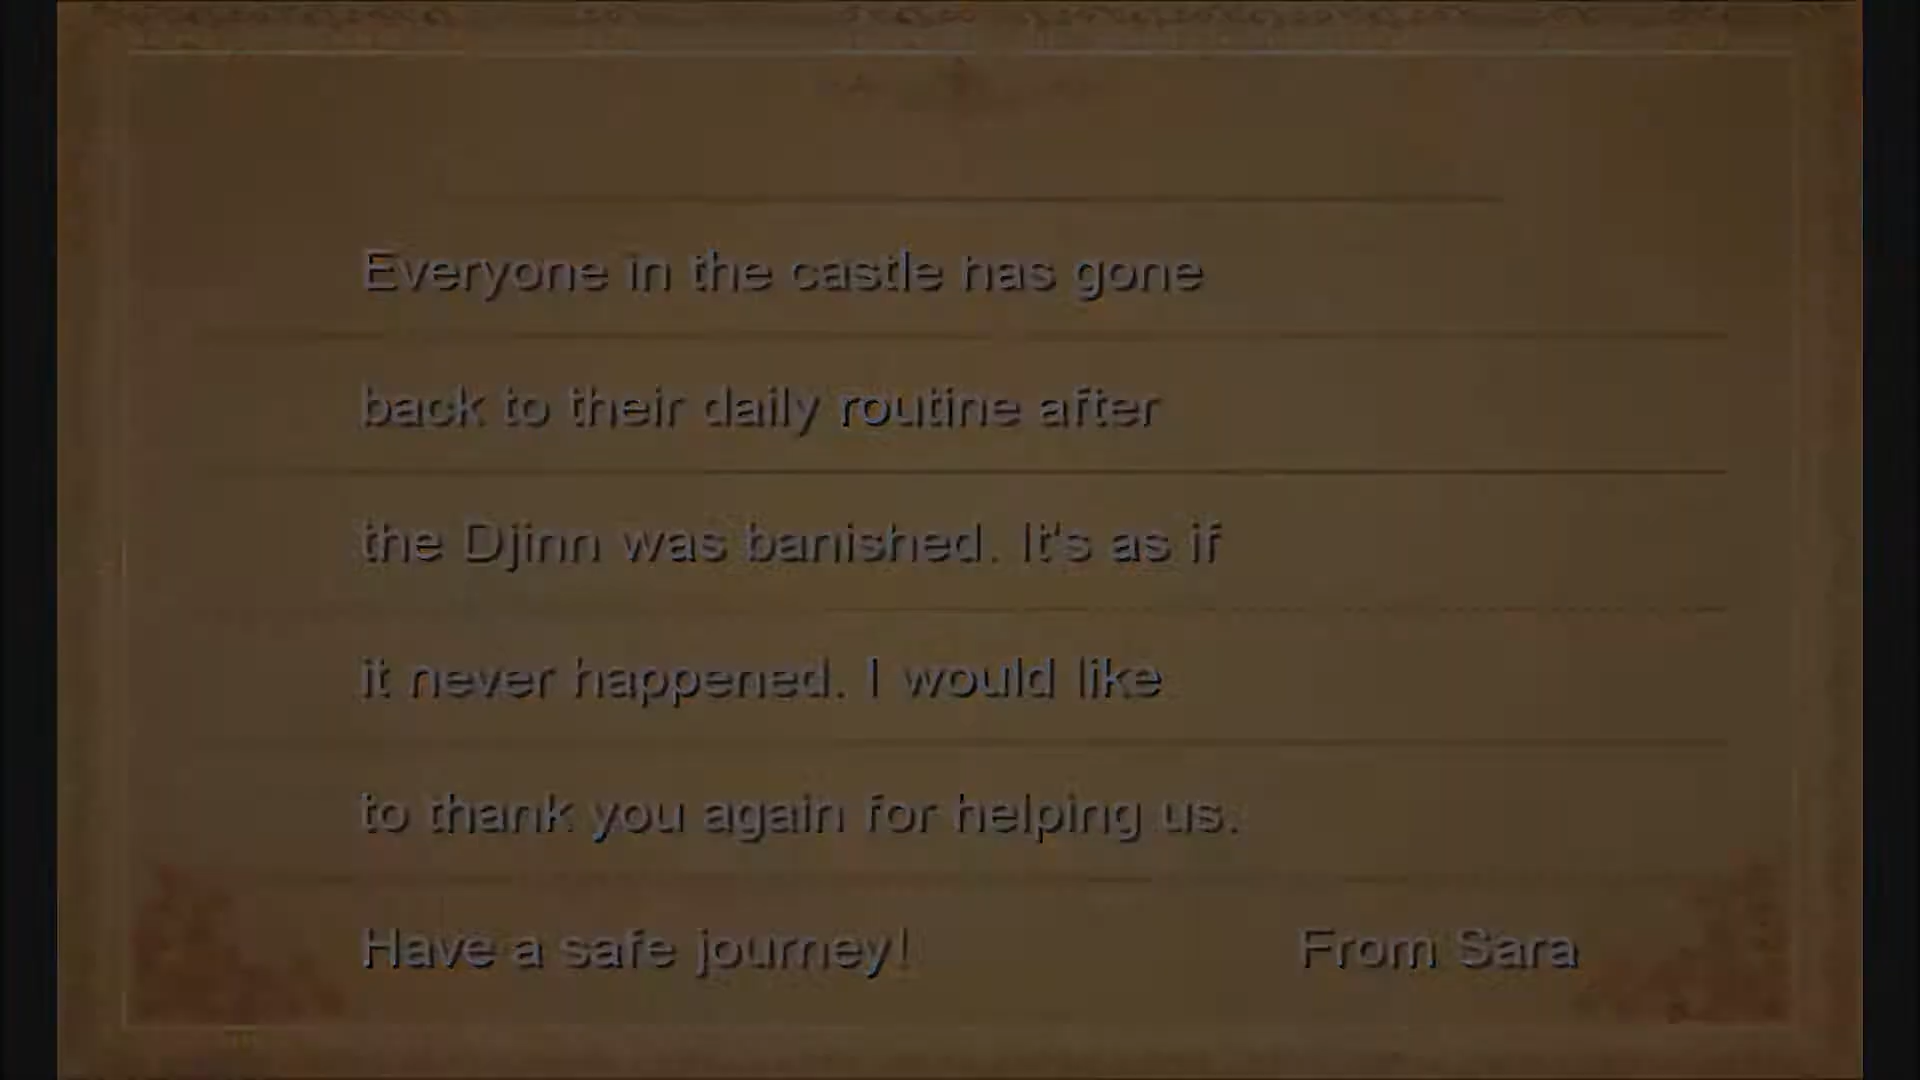 Everyone in the castle has gone
back to their daily routine after
the Djinn was banished. It's as if
it never happened. I would like
to thank you again for helping us.
Have a safe journey! From Sara